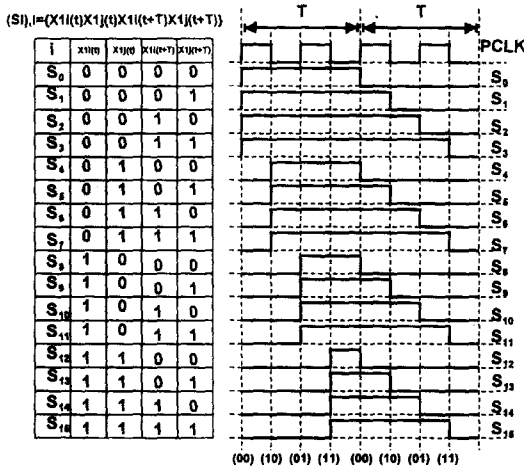 (Si),i={X1i(t)X1j(t)X1i(t+T)X1j(t+T)}
T T
i X1i(t) X1j(t) X1i(t+T) X1j(t+T) PCLK
S0 0 0 0 0 S0
S1 0 0 0 1 S1
S2 0 0 1 0 S2
S3 0 0 1 1 S3
S4 0 1 0 0 S4
S5 0 1 0 1 S5
S6 0 1 1 0 S6
S7 0 1 1 1 S7
S8 1 0 0 0 S8
S9 1 0 0 1 S9
S10 1 0 1 0 S10
S11 1 0 1 1 S11
S12 1 1 0 0 S12
S13 1 1 0 1 S13
S14 1 1 1 0 S14
S15 1 1 1 1 S15
(00) (10) (01) (11) (00) (10) (01) (11)